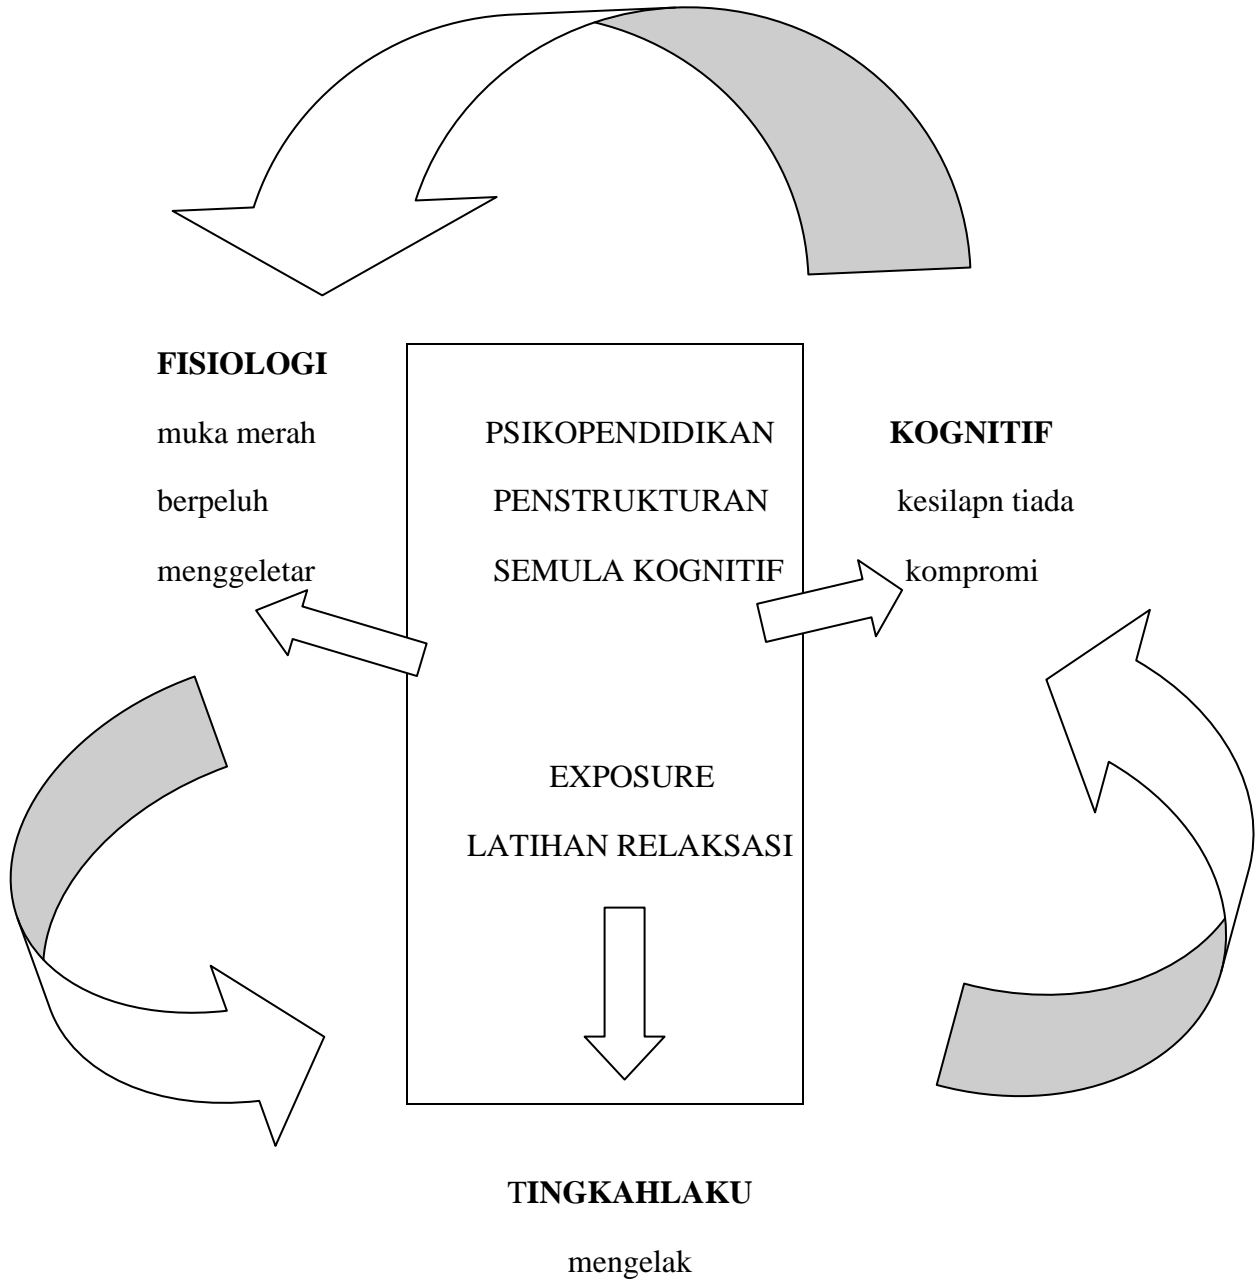 FISIOLOGI
muka merah
berpeluh
menggeletar
PSIKOPENDIDIKAN
PENSTRUKTURAN
SEMULA KOGNITIF
EXPOSURE
LATIHAN RELAKSASI
KOGNITIF
kesilapn tiada
kompromi
TINGKAHLAKU
mengelak